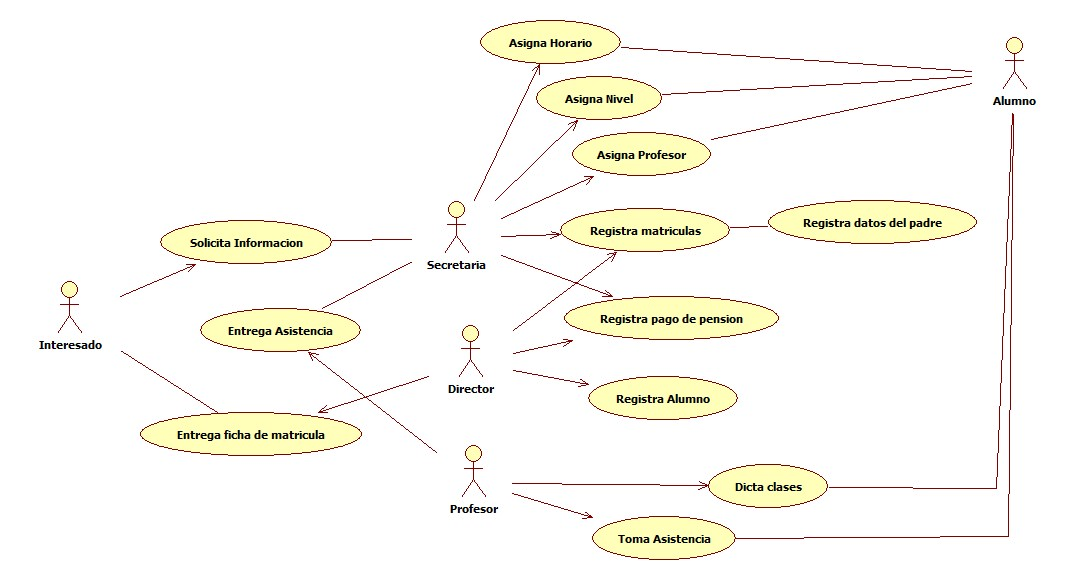 Asigna Horario
Alumno
Asigna Nivel
Asigna Profesor
Registra matriculas
Registra datos del padre
Solicita Informacion
Secretaria
Registra pago de pension
Entrega Asistencia
Interesado
Director
Registra Alumno
Entrega ficha de matricula
Profesor
Dicta clases
Toma Asistencia